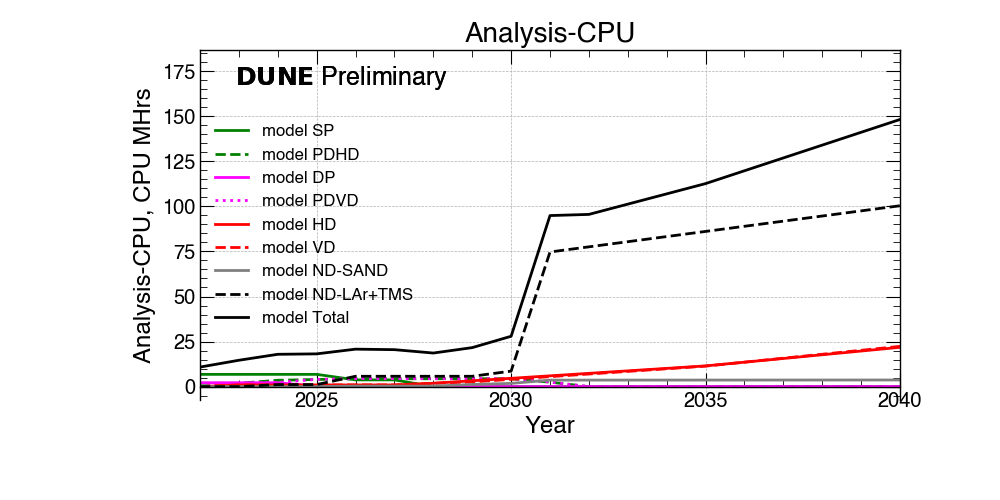 Analysis-CPU
DUNE Preliminary
Analysis-CPU, CPU MHrs
175
150
125
100
75
50
25
0
model SP
model PDHD
model DP
model PDVD
model HD
model VD
model ND-SAND
model ND-LAr+TMS
model Total
2025 2030 2035 2040
Year